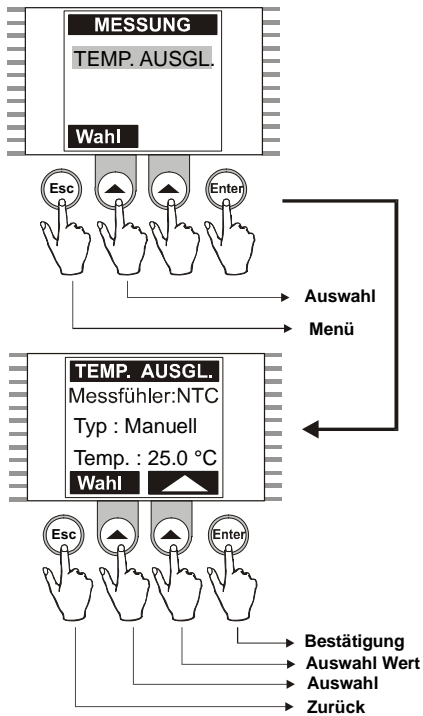 MESSUNG
TEMP. AUSGL.
Wahl
Esc
Enter
Auswahl
Menü
TEMP. AUSGL.
Messfühler:NTC
Typ : Manuell
Temp. : 25.0 °C
Wahl
Esc
Enter
Bestätigung
Auswahl Wert
Auswahl
Zurück